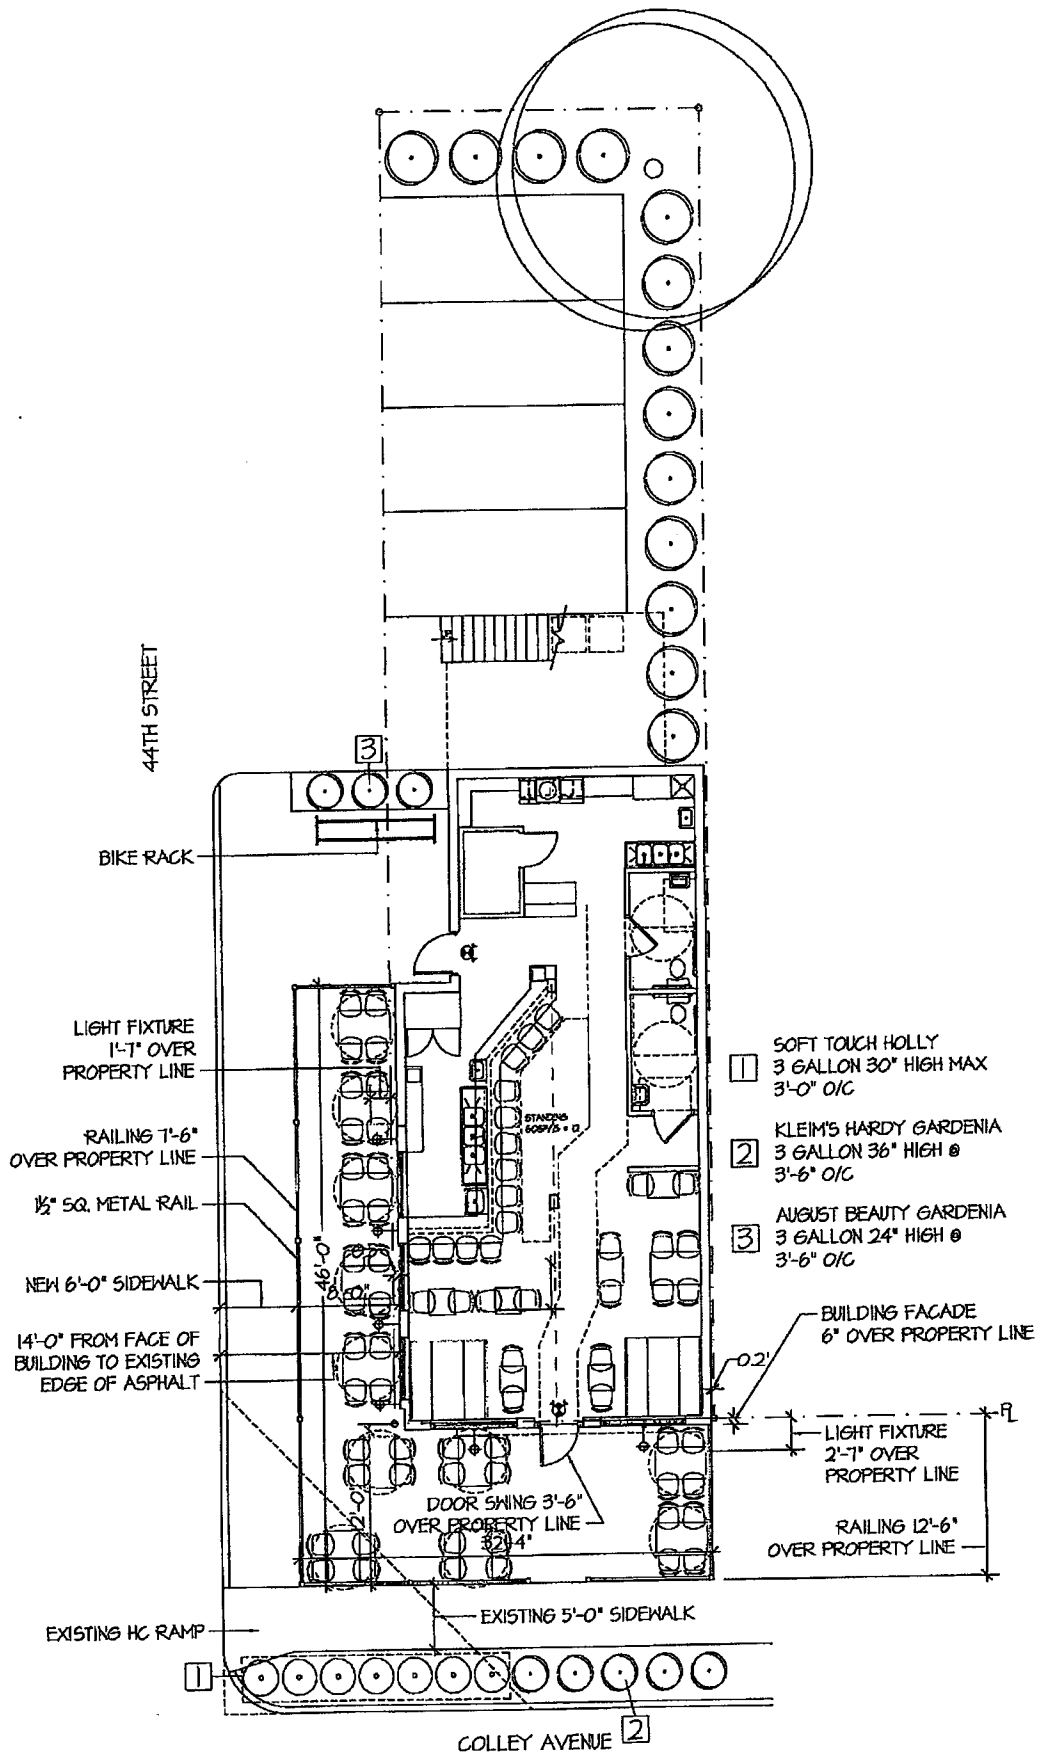 44TH STREET
3
BIKE RACK
LIGHT FIXTURE
1'-7" OVER
PROPERTY LINE
RAILING 7'-6"
OVER PROPERTY LINE
1½" SQ. METAL RAIL
NEW 6'-0" SIDEWALK
14'-0" FROM FACE OF
BUILDING TO EXISTING
EDGE OF ASPHALT
46'-0"
8'-0"
STANDING
1 SOFT TOUCH HOLLY
3 GALLON 30" HIGH MAX
3'-0" O/C
2 KLEIM'S HARDY GARDENIA
3 GALLON 36" HIGH @
3'-6" O/C
3 AUGUST BEAUTY GARDENIA
3 GALLON 24" HIGH @
3'-6" O/C
BUILDING FACADE
6" OVER PROPERTY LINE
0.2'
PL
LIGHT FIXTURE
2'-7" OVER
PROPERTY LINE
RAILING 12'-6"
OVER PROPERTY LINE
DOOR SWING 3'-6"
OVER PROPERTY LINE
32'-4"
EXISTING 5'-0" SIDEWALK
EXISTING HC RAMP
1
2
COLLEY AVENUE